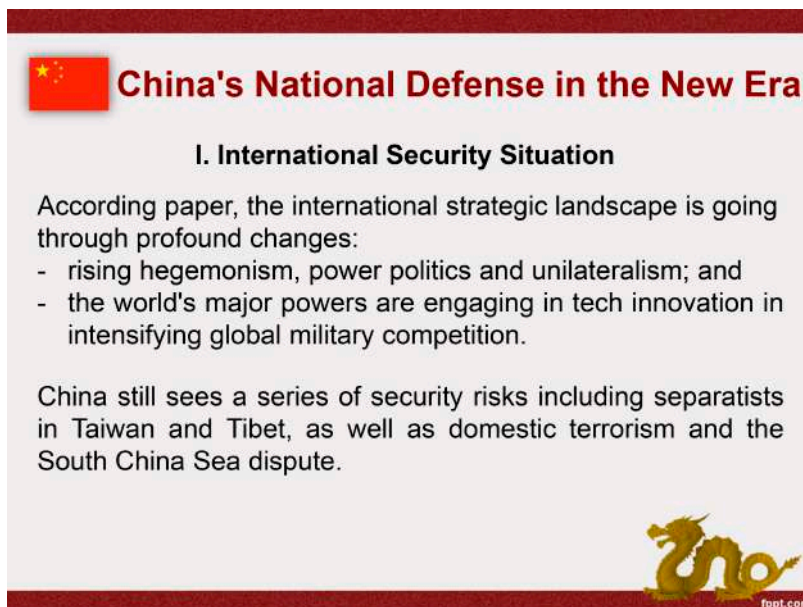 China's National Defense in the New Era
I. International Security Situation
According paper, the international strategic landscape is going
through profound changes:
- rising hegemonism, power politics and unilateralism; and
- the world's major powers are engaging in tech innovation in
intensifying global military competition.
China still sees a series of security risks including separatists
in Taiwan and Tibet, as well as domestic terrorism and the
South China Sea dispute.
fppt.com